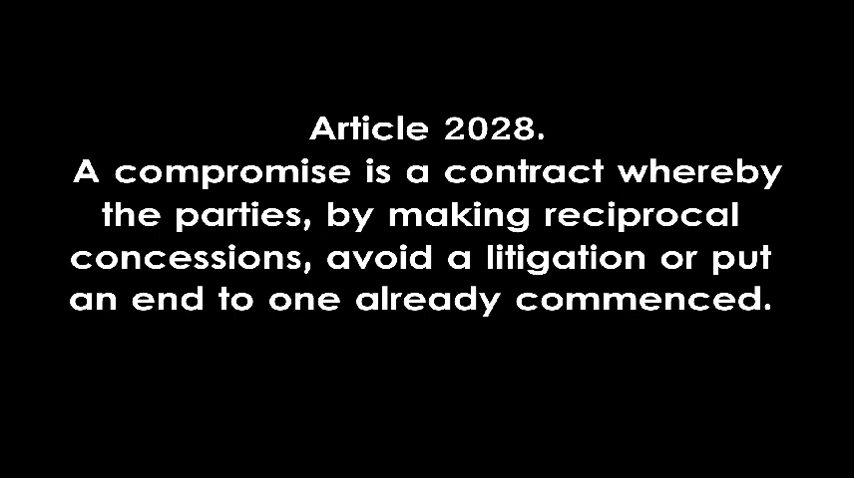 Article 2028.
A compromise is a contract whereby
the parties, by making reciprocal
concessions, avoid a litigation or put
an end to one already commenced.